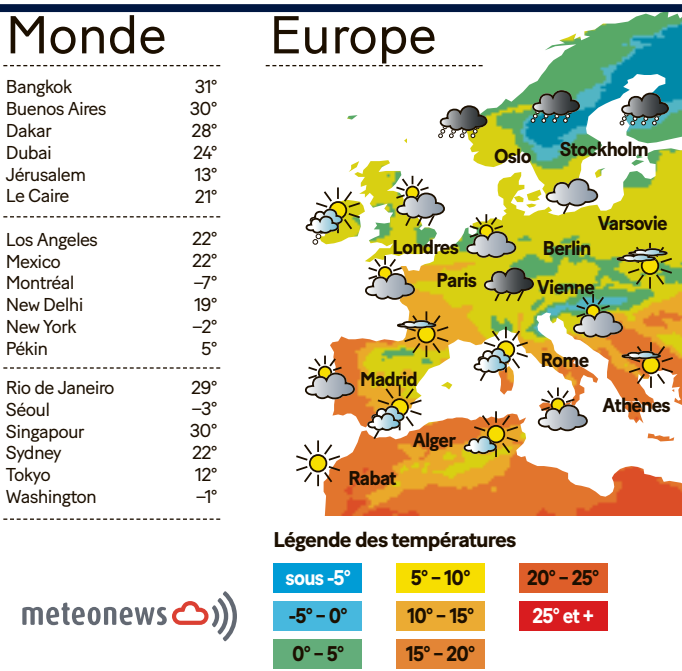 Monde
Bangkok 31°
Buenos Aires 30°
Dakar 28°
Dubai 24°
Jérusalem 13°
Le Caire 21°
Los Angeles 22°
Mexico 22°
Montréal –7°
New Delhi 19°
New York –2°
Pékin 5°
Rio de Janeiro 29°
Séoul –3°
Singapour 30°
Sydney 22°
Tokyo 12°
Washington –1°
meteonews
Europe
Oslo
Stockholm
Varsovie
Londres
Berlin
Paris
Vienne
Rome
Madrid
Athènes
Alger
Rabat
Légende des températures
sous -5° 5° – 10° 20° – 25°
-5° – 0° 10° – 15° 25° et +
0° – 5° 15° – 20°